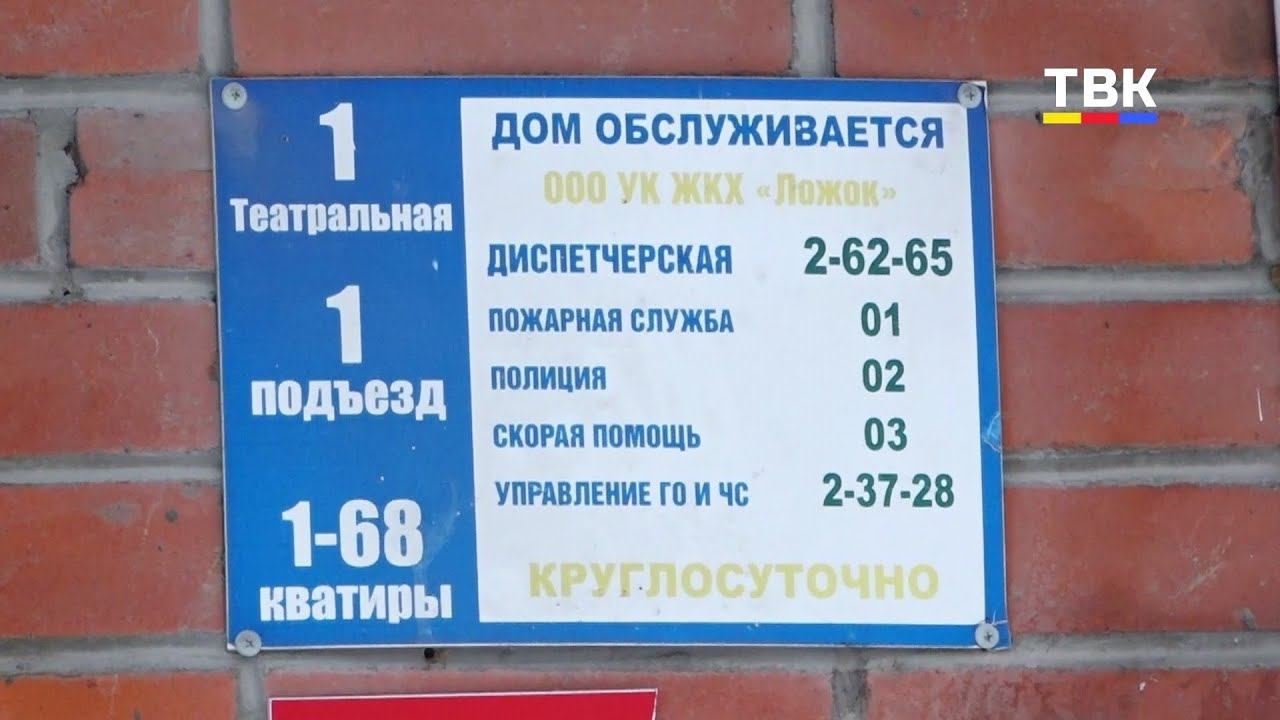 ТВК
1
Театральная
1
подъезд
1-68
кватиры
ДОМ ОБСЛУЖИВАЕТСЯ
ООО УК ЖКХ «Ложок»
ДИСПЕТЧЕРСКАЯ 2-62-65
ПОЖАРНАЯ СЛУЖБА 01
ПОЛИЦИЯ 02
СКОРАЯ ПОМОЩЬ 03
УПРАВЛЕНИЕ ГО И ЧС 2-37-28
КРУГЛОСУТОЧНО